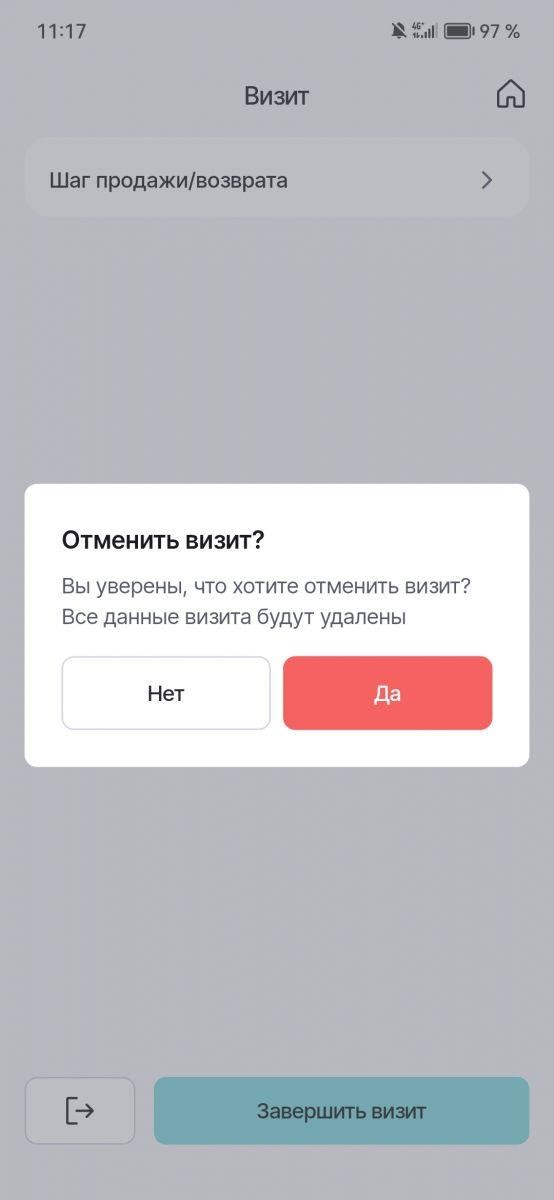 11:17
4G+
97 %
Визит
Шаг продажи/возврата
Отменить визит?
Вы уверены, что хотите отменить визит?
Все данные визита будут удалены
Нет
Да
Завершить визит